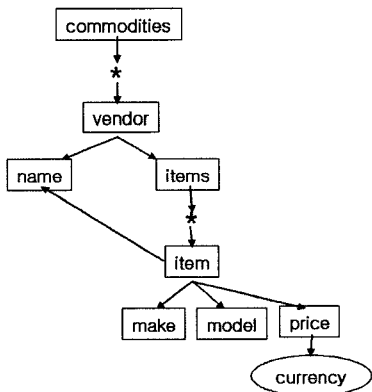 commodities
*
vendor
name items
*
item
make model price
currency